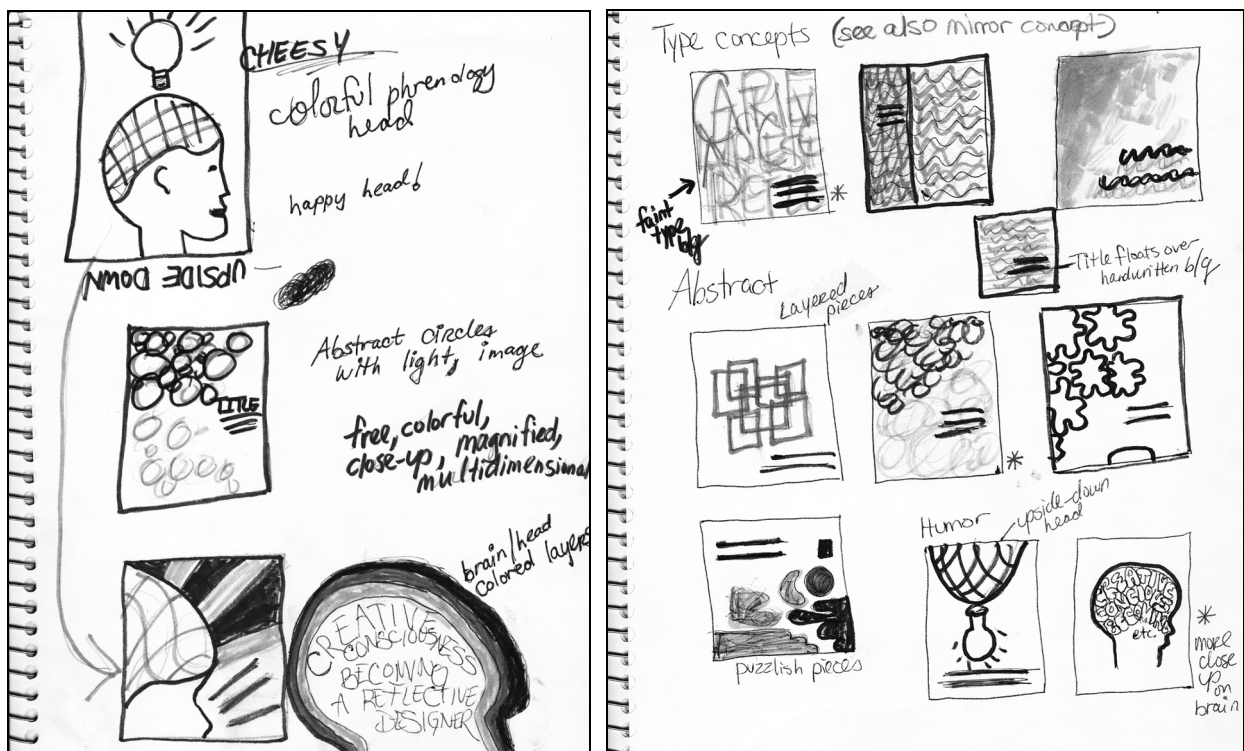 CHEESY
colorful phrenology
head
happy head!
UPSIDE DOWN
Abstract circles
with light, image
TITLE
free, colorful,
close-up, magnified,
multidimensional
brain/head
colored layers
CREATIVE
CONSCIOUSNESS
BECOMING
A REFLECTIVE
DESIGNER
Type concepts (see also mirror concept)
faint
type
b/g
*
Title floats over
handwritten b/g
Abstract
Layered
pieces
*
puzzlish pieces
Humor
upside-down
head
etc.
*
more
close
up
on
brain